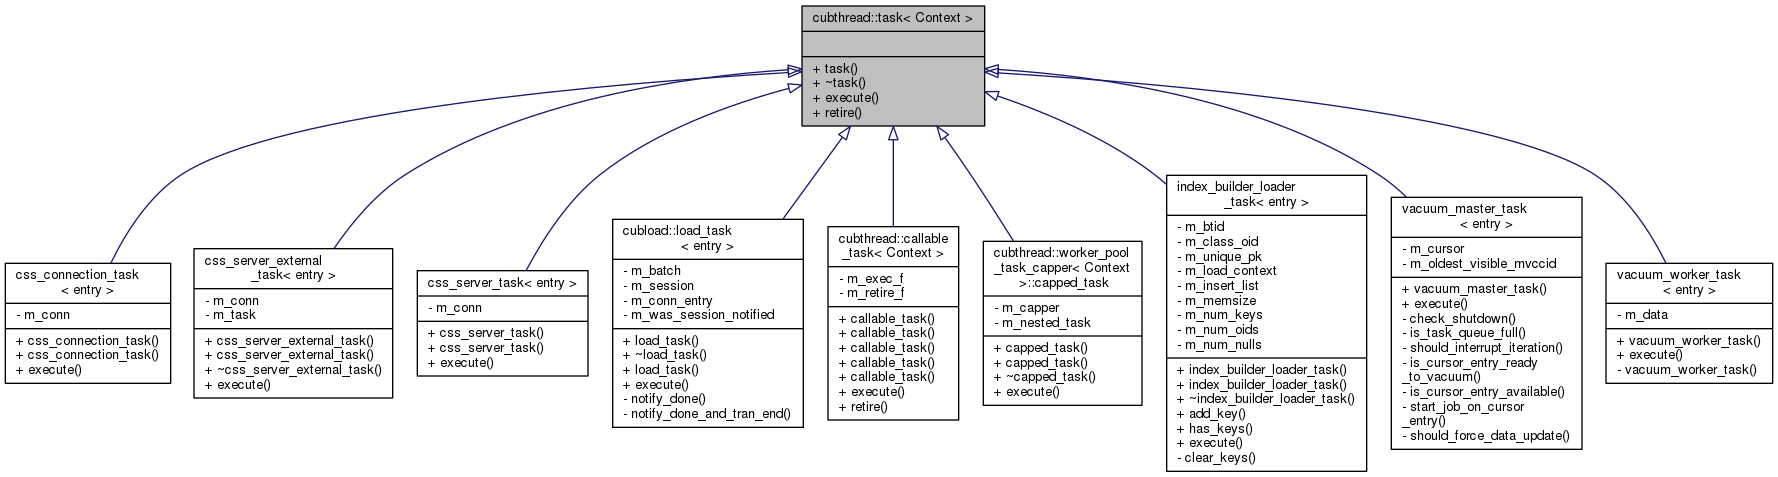 cubthread::task< Context >
+ task()
+ ~task()
+ execute()
+ retire()
css_connection_task
< entry >
- m_conn
+ css_connection_task()
+ css_connection_task()
+ execute()
css_server_external
_task< entry >
- m_conn
- m_task
+ css_server_external_task()
+ css_server_external_task()
+ ~css_server_external_task()
+ execute()
css_server_task< entry >
- m_conn
+ css_server_task()
+ css_server_task()
+ execute()
cubload::load_task
< entry >
- m_batch
- m_session
- m_conn_entry
- m_was_session_notified
+ load_task()
+ ~load_task()
+ load_task()
+ execute()
- notify_done()
- notify_done_and_tran_end()
cubthread::callable
_task< Context >
- m_exec_f
- m_retire_f
+ callable_task()
+ callable_task()
+ callable_task()
+ callable_task()
+ callable_task()
+ execute()
+ retire()
cubthread::worker_pool
_task_capper< Context
>::capped_task
- m_capper
- m_nested_task
+ capped_task()
+ capped_task()
+ ~capped_task()
+ execute()
index_builder_loader
_task< entry >
- m_btid
- m_class_oid
- m_unique_pk
- m_load_context
- m_insert_list
- m_memsize
- m_num_keys
- m_num_oids
- m_num_nulls
+ index_builder_loader_task()
+ index_builder_loader_task()
+ ~index_builder_loader_task()
+ add_key()
+ has_keys()
+ execute()
- clear_keys()
vacuum_master_task
< entry >
- m_cursor
- m_oldest_visible_mvccid
+ vacuum_master_task()
+ execute()
- check_shutdown()
- is_task_queue_full()
- should_interrupt_iteration()
- is_cursor_entry_ready
_to_vacuum()
- is_cursor_entry_available()
- start_job_on_cursor
_entry()
- should_force_data_update()
vacuum_worker_task
< entry >
- m_data
+ vacuum_worker_task()
+ execute()
- vacuum_worker_task()